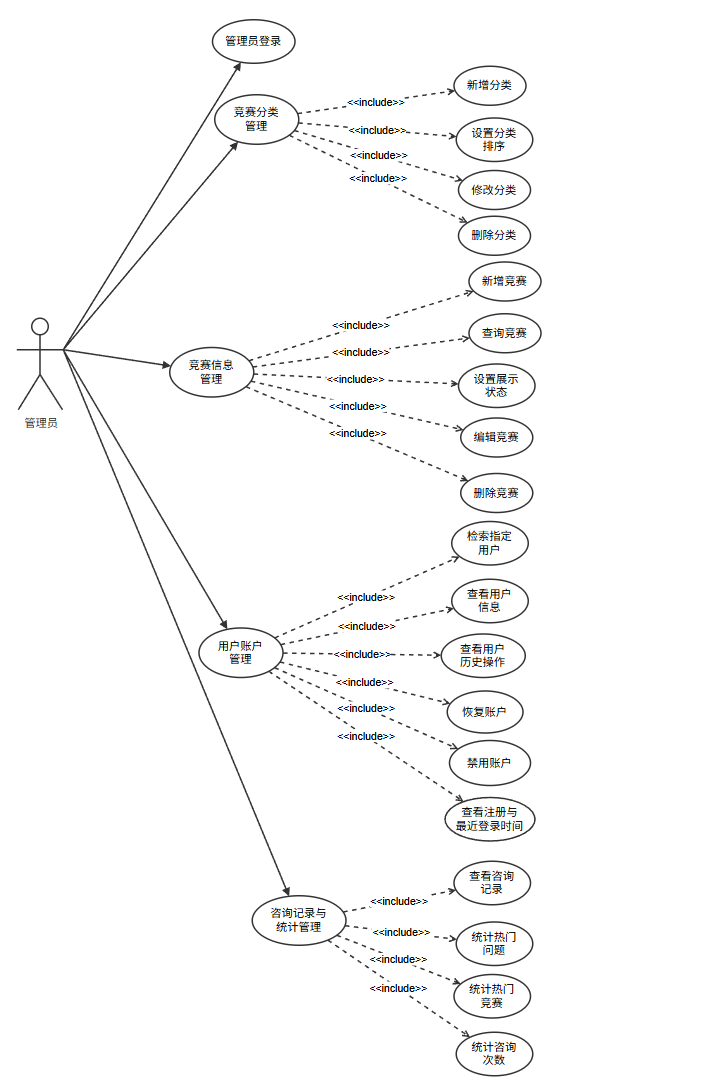 管理员登录
竞赛分类
管理
<<include>>
新增分类
<<include>>
设置分类
排序
<<include>>
修改分类
<<include>>
删除分类
管理员
竞赛信息
管理
<<include>>
新增竞赛
<<include>>
查询竞赛
<<include>>
设置展示
状态
<<include>>
编辑竞赛
<<include>>
删除竞赛
用户账户
管理
<<include>>
检索指定
用户
<<include>>
查看用户
信息
<<include>>
查看用户
历史操作
<<include>>
恢复账户
<<include>>
禁用账户
<<include>>
查看注册与
最近登录时间
咨询记录与
统计管理
<<include>>
查看咨询
记录
<<include>>
统计热门
问题
<<include>>
统计热门
竞赛
<<include>>
统计咨询
次数